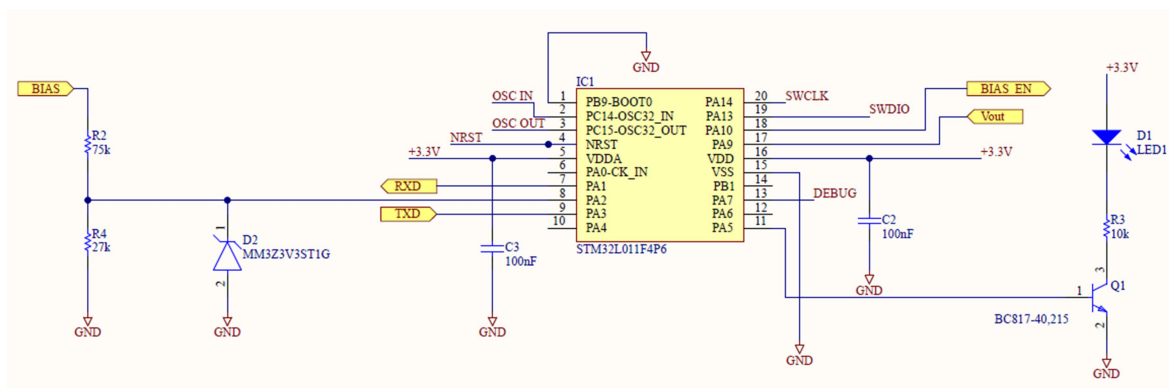 GND
BIAS
R2
75k
R4
27k
GND
1
D2
MM3Z3V3ST1G
2
GND
OSC IN
OSC OUT
NRST
+3.3V
RXD
TXD
C3
100nF
GND
IC1
1 PB9-BOOT0 PA14 20 SWCLK
2 PC14-OSC32_IN PA13 19 SWDIO
3 PC15-OSC32_OUT PA10 18
4 NRST PA9 17
5 VDDA VDD 16
6 PA0-CK_IN VSS 15
7 PA1 PB1 14
8 PA2 PA7 13 DEBUG
9 PA3 PA6 12
10 PA4 PA5 11
STM32L011F4P6
BIAS EN
Vout
+3.3V
C2
100nF
GND
GND
+3.3V
D1
LED1
R3
10k
3
1
Q1
BC817-40,215
2
GND